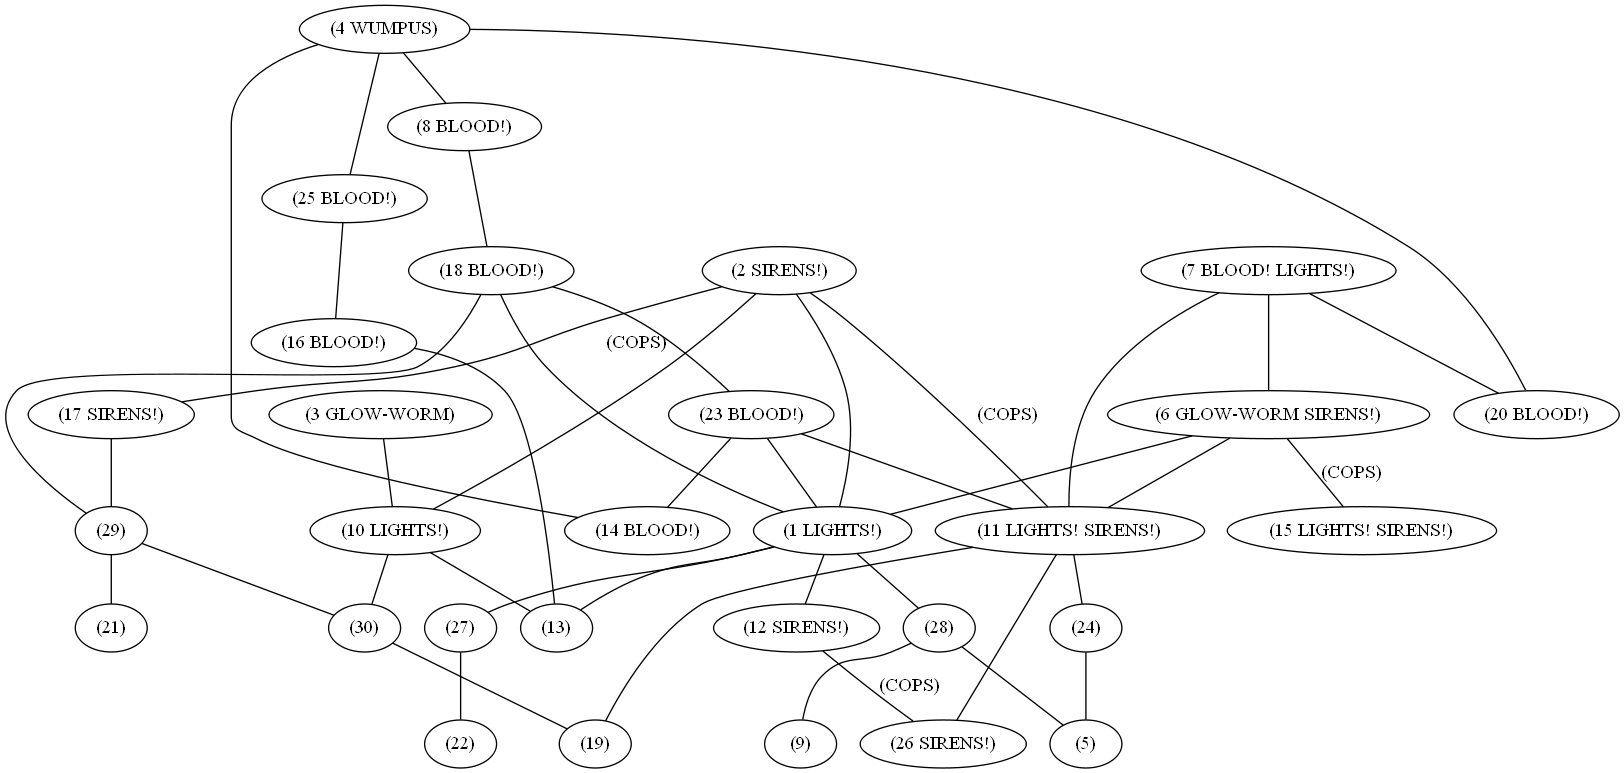 (4 WUMPUS)
(8 BLOOD!)
(25 BLOOD!)
(18 BLOOD!)
(2 SIRENS!)
(7 BLOOD! LIGHTS!)
(16 BLOOD!)
(COPS)
(17 SIRENS!)
(3 GLOW-WORM)
(23 BLOOD!)
(COPS)
(6 GLOW-WORM SIRENS!)
(20 BLOOD!)
(COPS)
(29)
(10 LIGHTS!)
(14 BLOOD!)
(1 LIGHTS!)
(11 LIGHTS! SIRENS!)
(15 LIGHTS! SIRENS!)
(21)
(30)
(27)
(13)
(12 SIRENS!)
(28)
(24)
(COPS)
(22)
(19)
(9)
(26 SIRENS!)
(5)